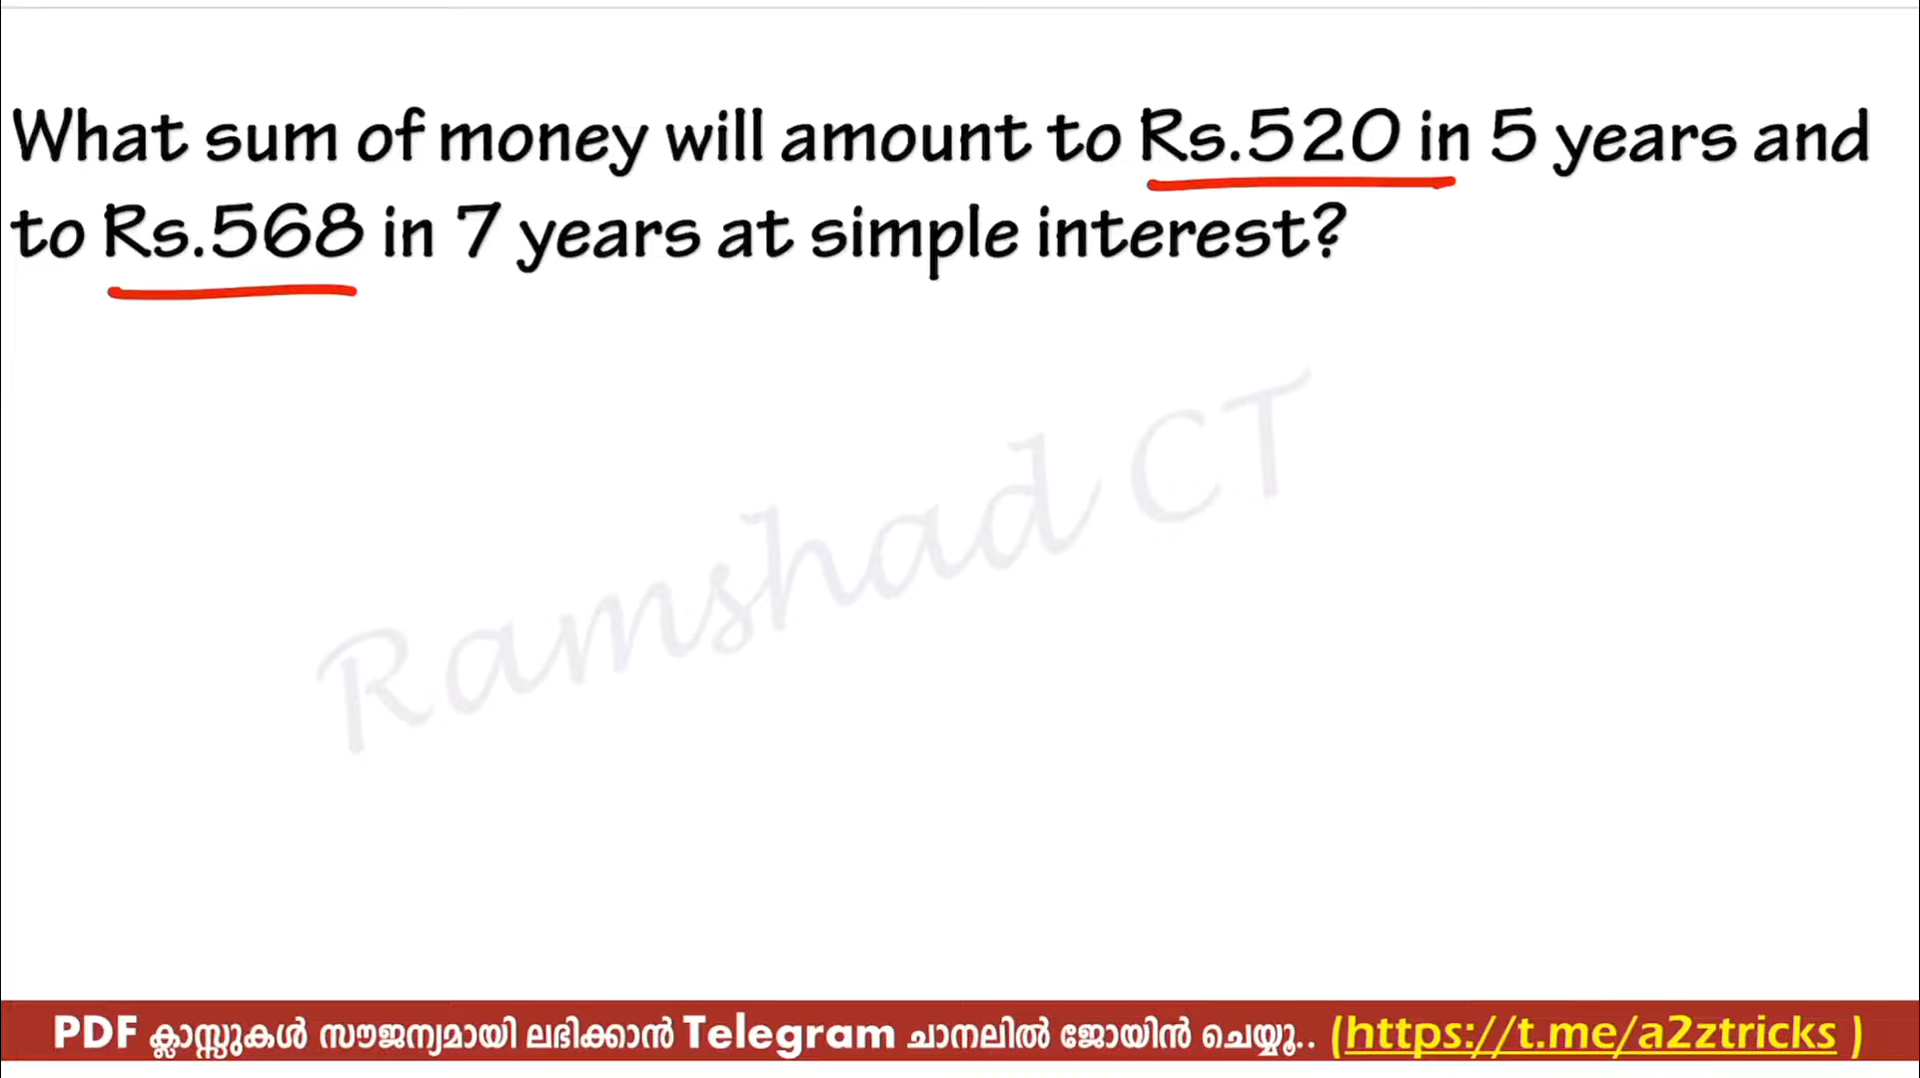 What sum of money will amount to Rs.520 in 5 years and
to Rs.568 in 7 years at simple interest?
Ramshad CT
PDF ക്ലാസ്സുകൾ സൗജന്യമായി ലഭിക്കാൻ Telegram ചാനലിൽ ജോയിൻ ചെയ്യൂ.. (https://t.me/a2ztricks )